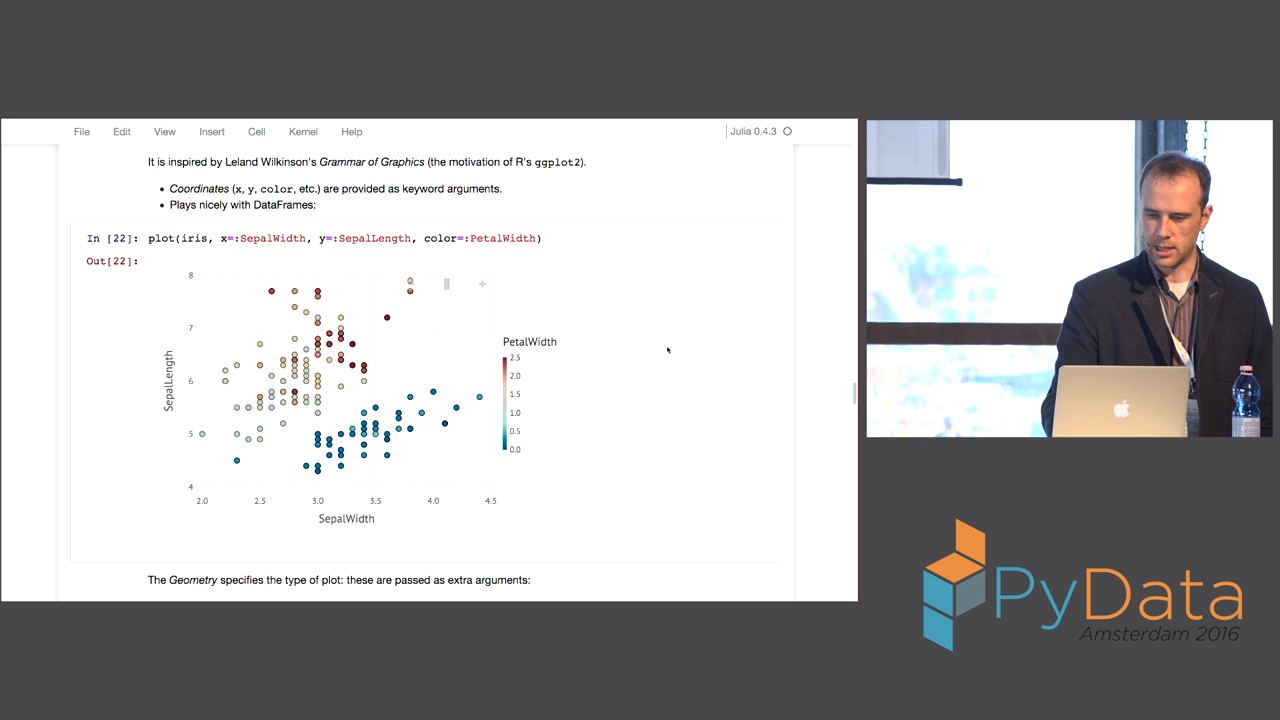 File Edit View Insert Cell Kernel Help Julia 0.4.3
It is inspired by Leland Wilkinson's Grammar of Graphics (the motivation of R's ggplot2).
• Coordinates (x, y, color, etc.) are provided as keyword arguments.
• Plays nicely with DataFrames:
In [22]: plot(iris, x=:SepalWidth, y=:SepalLength, color=:PetalWidth)
Out[22]:
8
7
6
5
4
SepalLength
2.0 2.5 3.0 3.5 4.0 4.5
SepalWidth
PetalWidth
2.5
2.0
1.5
1.0
0.5
0.0
The Geometry specifies the type of plot: these are passed as extra arguments:
PyData
Amsterdam 2016